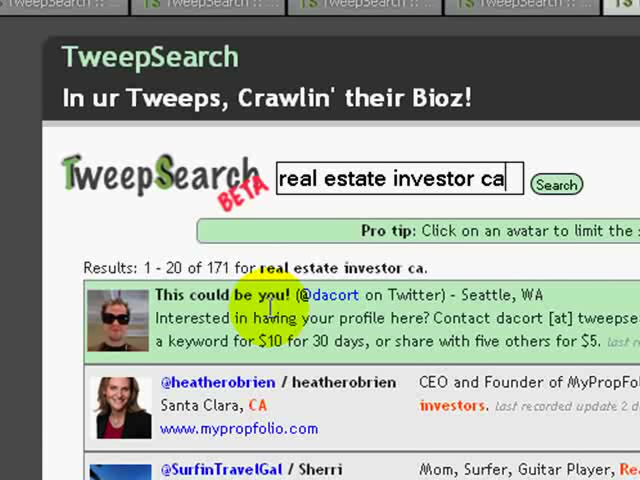 TweepSearch :: ... TweepSearch :: ... TweepSearch :: ... TweepSearch :: ...
TweepSearch
In ur Tweeps, Crawlin' their Bioz!
TweepSearch
BETA
real estate investor ca
Search
Pro tip: Click on an avatar to limit the
Results: 1 - 20 of 171 for real estate investor ca.
This could be you! (@dacort on Twitter) - Seattle, WA
Interested in having your profile here? Contact dacort [at] tweepse
a keyword for $10 for 30 days, or share with five others for $5. last r
@heatherobrien / heatherobrien CEO and Founder of MyPropFol
Santa Clara, CA investors. last recorded update 2 d
www.mypropfolio.com
@SurfinTravelGal / Sherri Mom, Surfer, Guitar Player, Rea